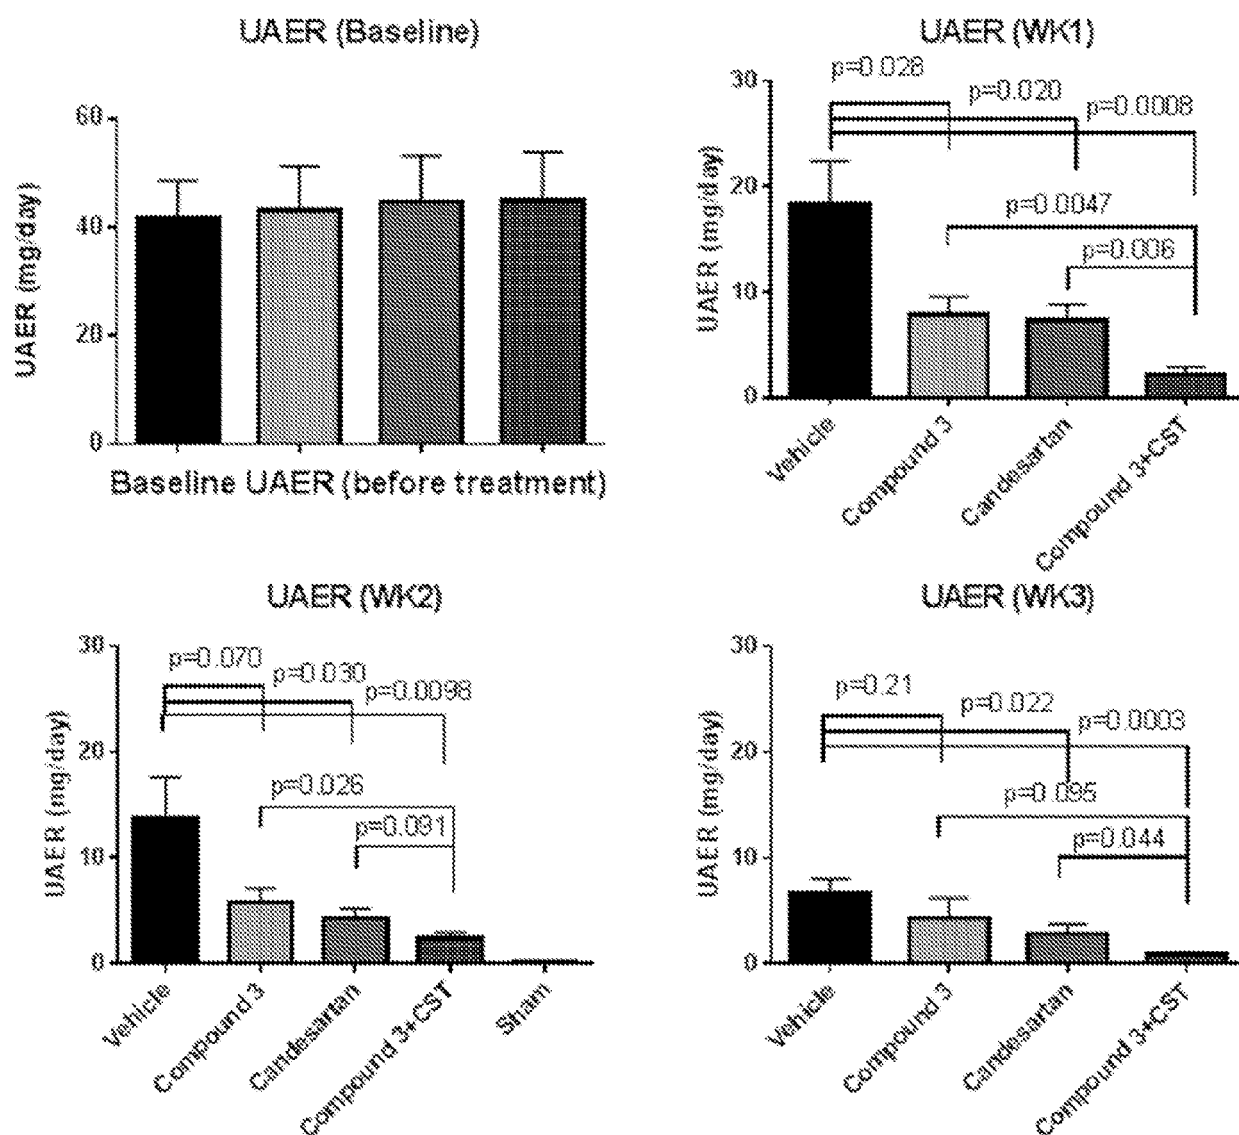 UAER (Baseline)
UAER (mg/day)
60
40
20
0
Baseline UAER (before treatment)
UAER (WK1)
UAER (mg/day)
30
20
10
0
p=0.028
p=0.020
p=0.0008
p=0.0047
p=0.006
Vehicle
Compound 3
Candesartan
Compound 3+CST
UAER (WK2)
UAER (mg/day)
30
20
10
0
p=0.070
p=0.030
p=0.0098
p=0.026
p=0.091
Vehicle
Compound 3
Candesartan
Compound 3+CST
Sham
UAER (WK3)
UAER (mg/day)
30
20
10
0
p=0.21
p=0.022
p=0.0003
p=0.095
p=0.044
Vehicle
Compound 3
Candesartan
Compound 3+CST